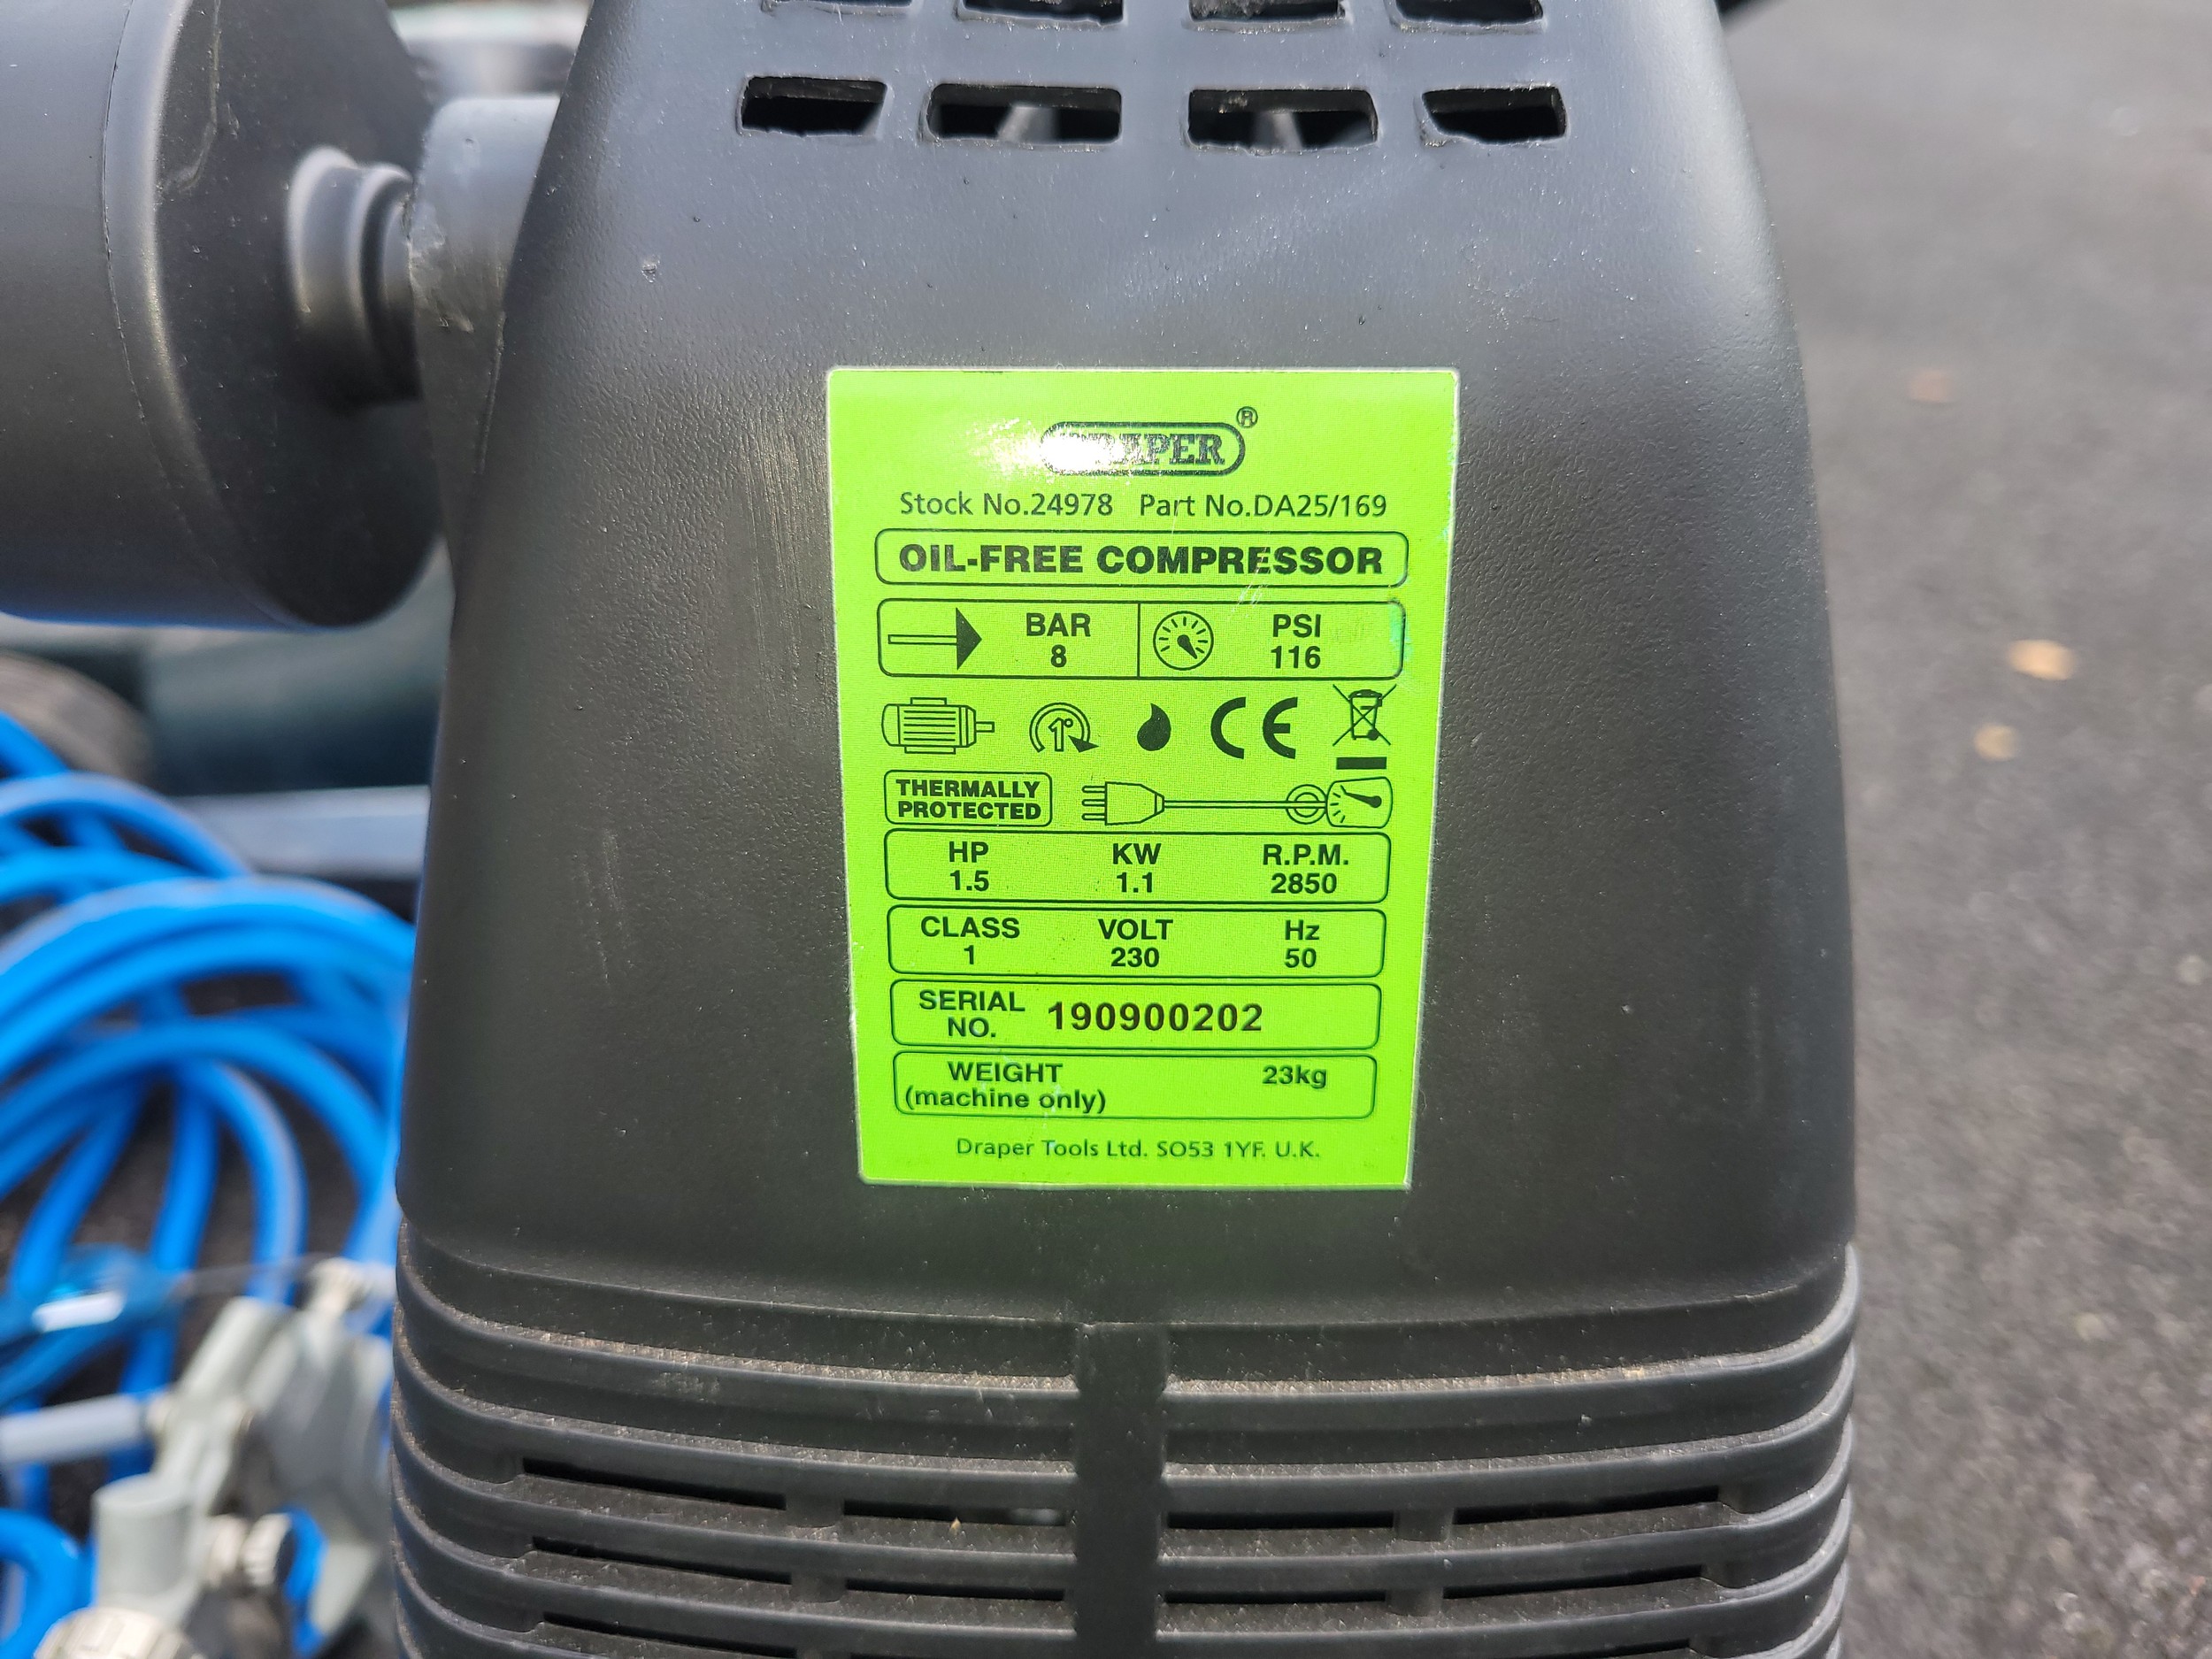 DRAPER®
Stock No.24978 Part No.DA25/169
OIL-FREE COMPRESSOR
BAR PSI
8 116
1°
CE
THERMALLY
PROTECTED
HP KW R.P.M.
1.5 1.1 2850
CLASS VOLT Hz
1 230 50
SERIAL
NO. 190900202
WEIGHT 23kg
(machine only)
Draper Tools Ltd. SO53 1YF. U.K.